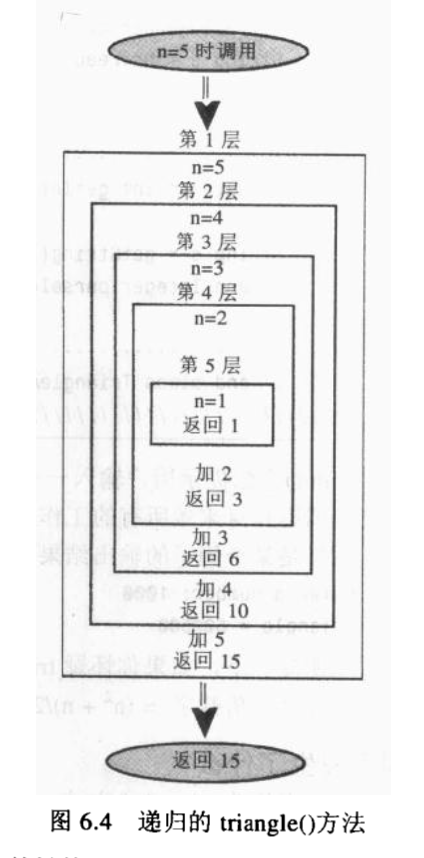 n=5 时调用
第 1 层
n=5
第 2 层
n=4
第 3 层
n=3
第 4 层
n=2
第 5 层
n=1
返回 1
加 2
返回 3
加 3
返回 6
加 4
返回 10
加 5
返回 15
返回 15
图 6.4 递归的 triangle()方法